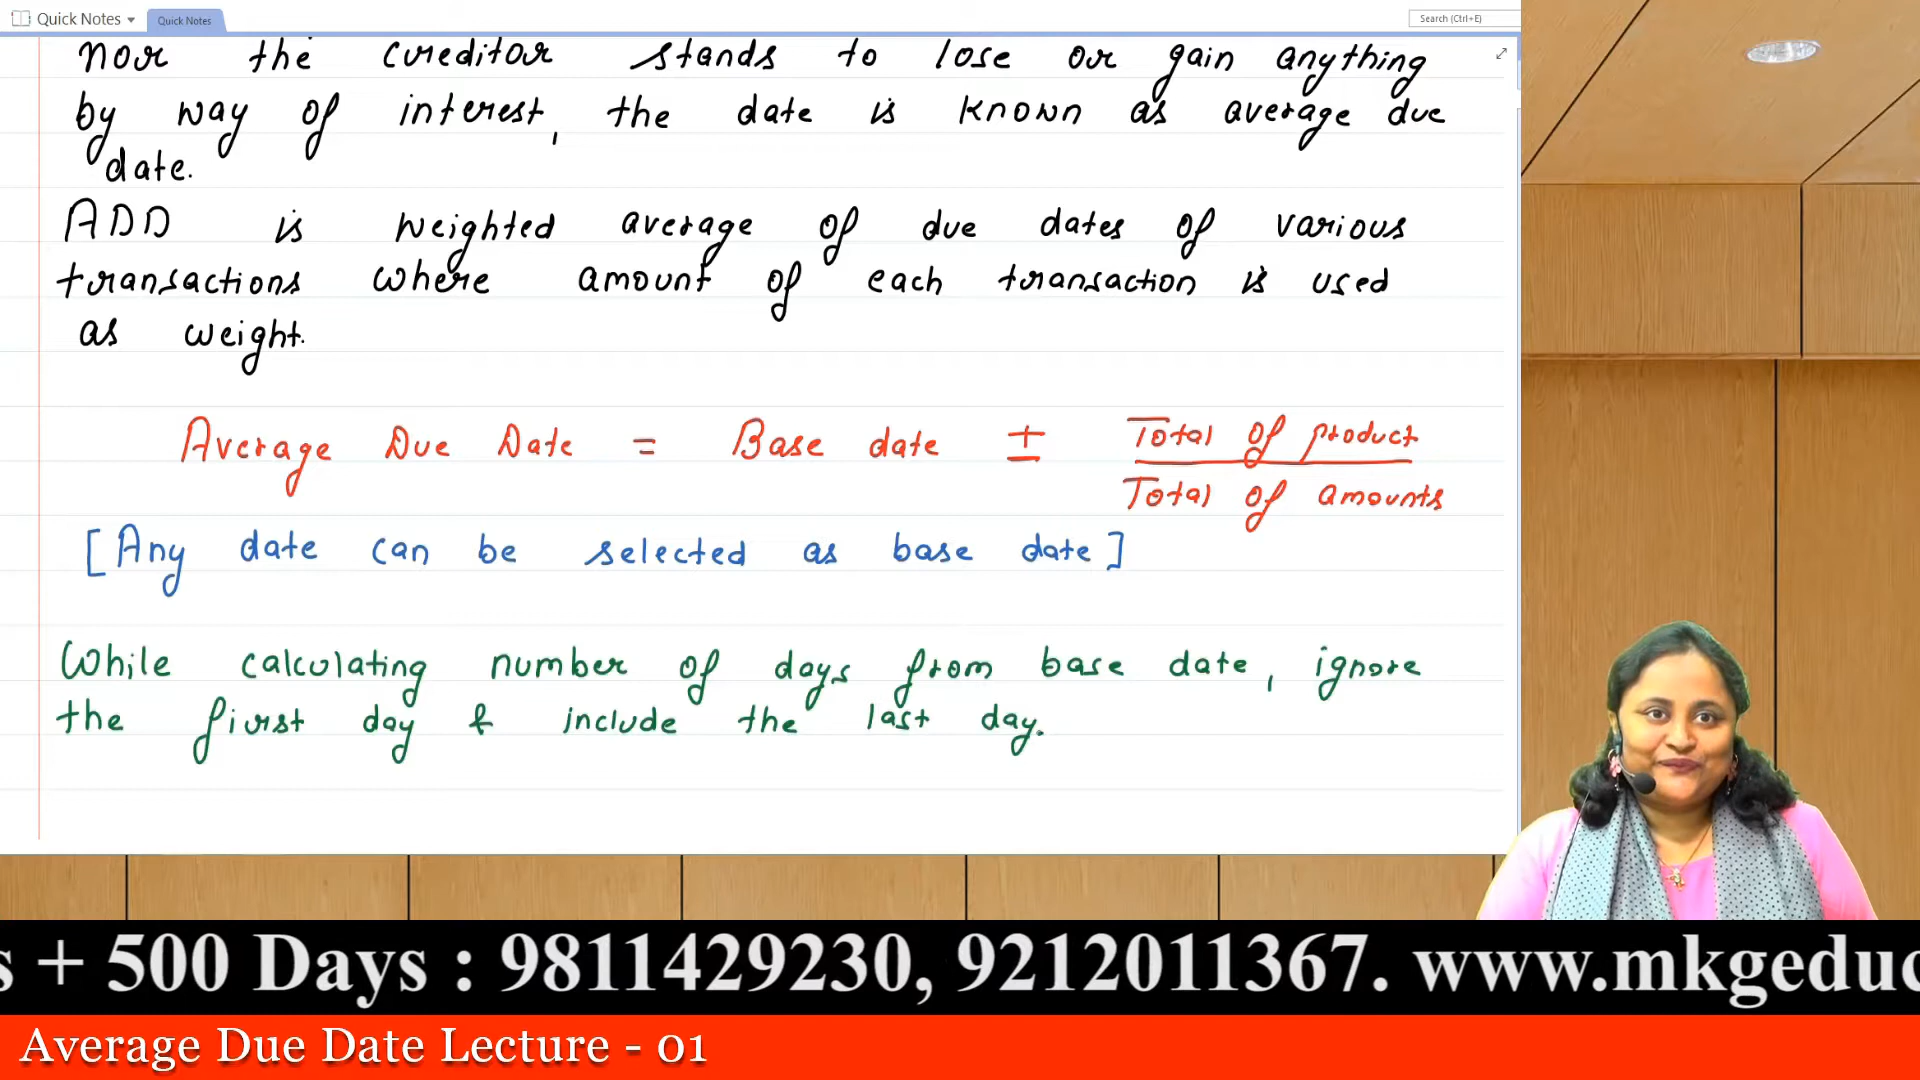 Quick Notes
Quick Notes
Search (Ctrl+E)
nor the creditor stands to lose or gain anything
by way of interest, the date is known as average due
date.
ADD is weighted average of due dates of various
transactions where amount of each transaction is used
as weight.
Average Due Date = Base date ± Total of product
Total of amounts
[Any date can be selected as base date]
While calculating number of days from base date, ignore
the first day & include the last day.
s + 500 Days : 9811429230, 9212011367. www.mkgeduc
Average Due Date Lecture - 01